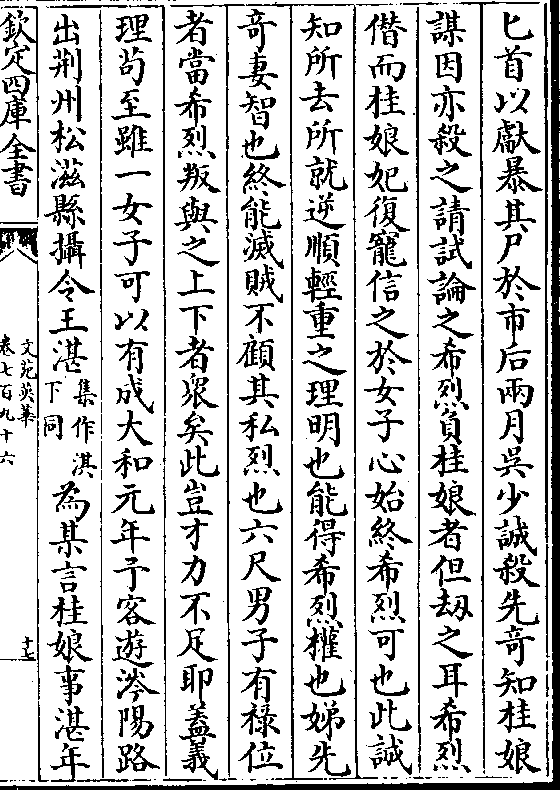 匕首以獻暴其尸於市后兩月吳少誠殺先竒知桂娘
謀因亦殺之請試論之希烈負桂娘者但刼之耳希烈
僭而桂娘妃復寵信之於女子心始終希烈可也此誠
知所去所就逆順輕重之理明也能得希烈權也娣先
竒妻智也終能滅賊不顧其私烈也六尺男子有祿位
者當希烈叛與之上下者衆矣此豈才力不足耶葢義
理苟至雖一女子可以有成大和元年予客遊涔陽路
出荆州松滋縣攝令王湛集作淇下同為某言桂娘事湛年
欽定四庫全書
文苑英華
卷七百九十六
十七